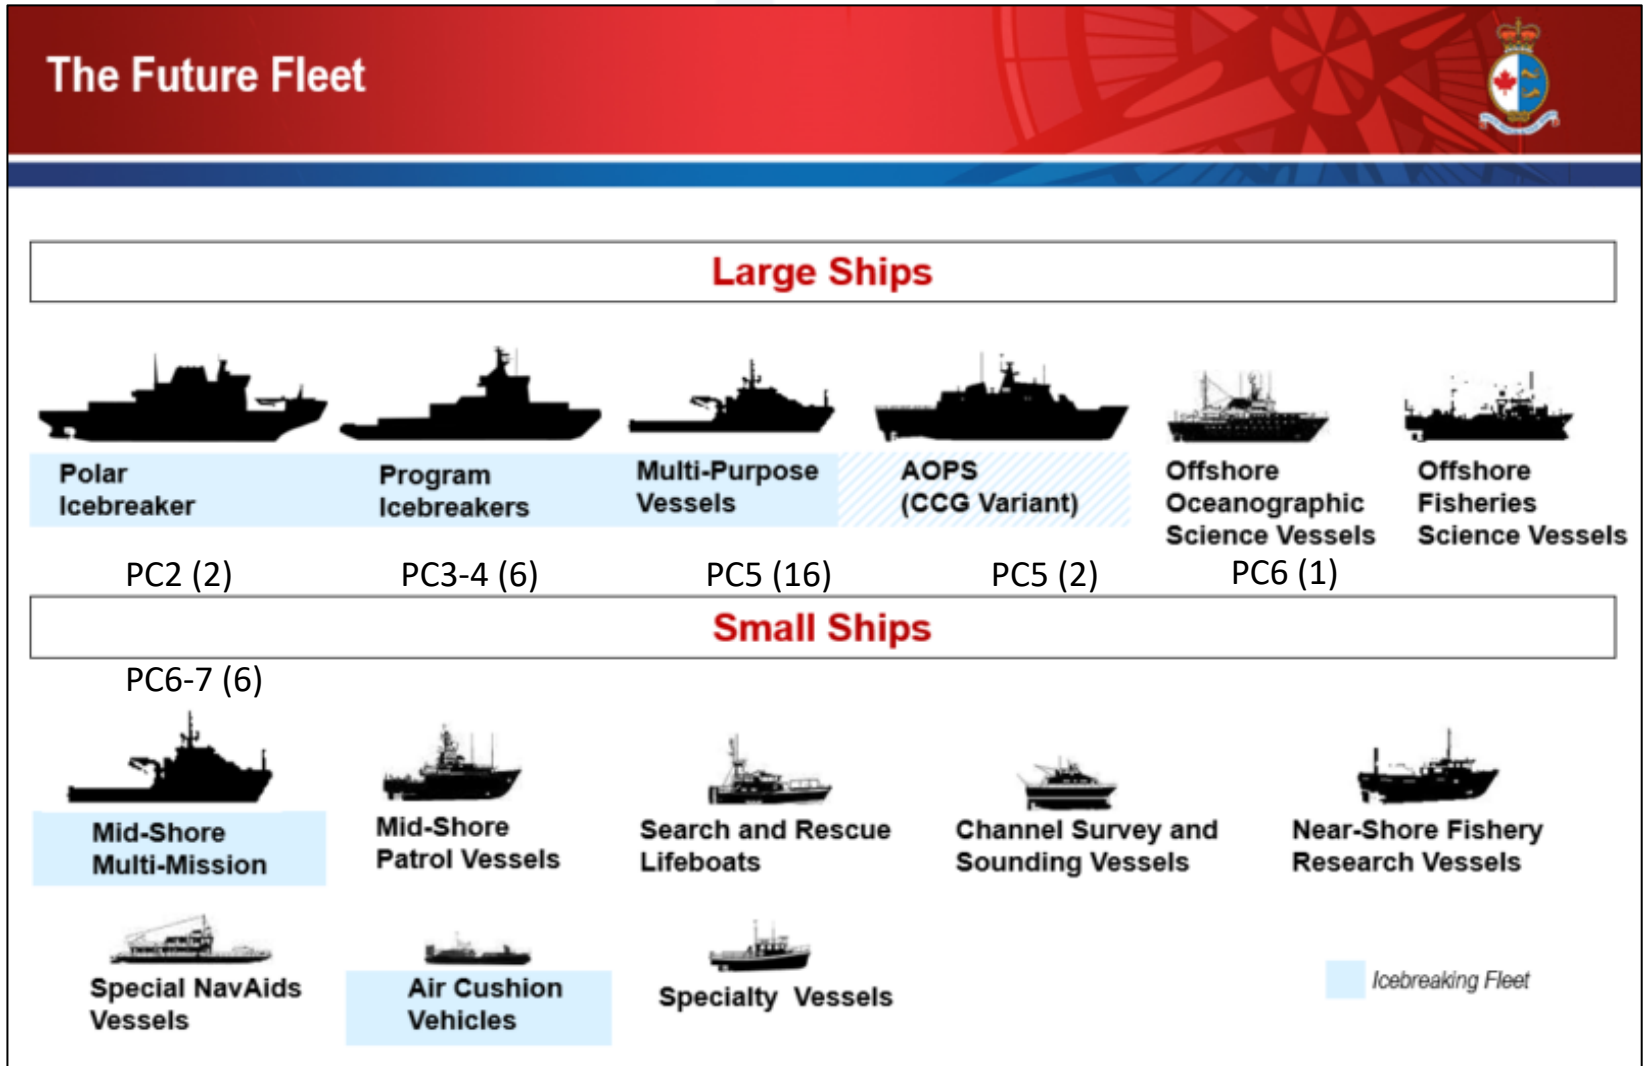 The Future Fleet
Large Ships
Polar
Icebreaker
Program
Icebreakers
Multi-Purpose
Vessels
AOPS
(CCG Variant)
Offshore
Oceanographic
Science Vessels
Offshore
Fisheries
Science Vessels
PC2 (2)
PC3-4 (6)
PC5 (16)
PC5 (2)
PC6 (1)
Small Ships
PC6-7 (6)
Mid-Shore
Multi-Mission
Mid-Shore
Patrol Vessels
Search and Rescue
Lifeboats
Channel Survey and
Sounding Vessels
Near-Shore Fishery
Research Vessels
Special NavAids
Vessels
Air Cushion
Vehicles
Specialty Vessels
Icebreaking Fleet